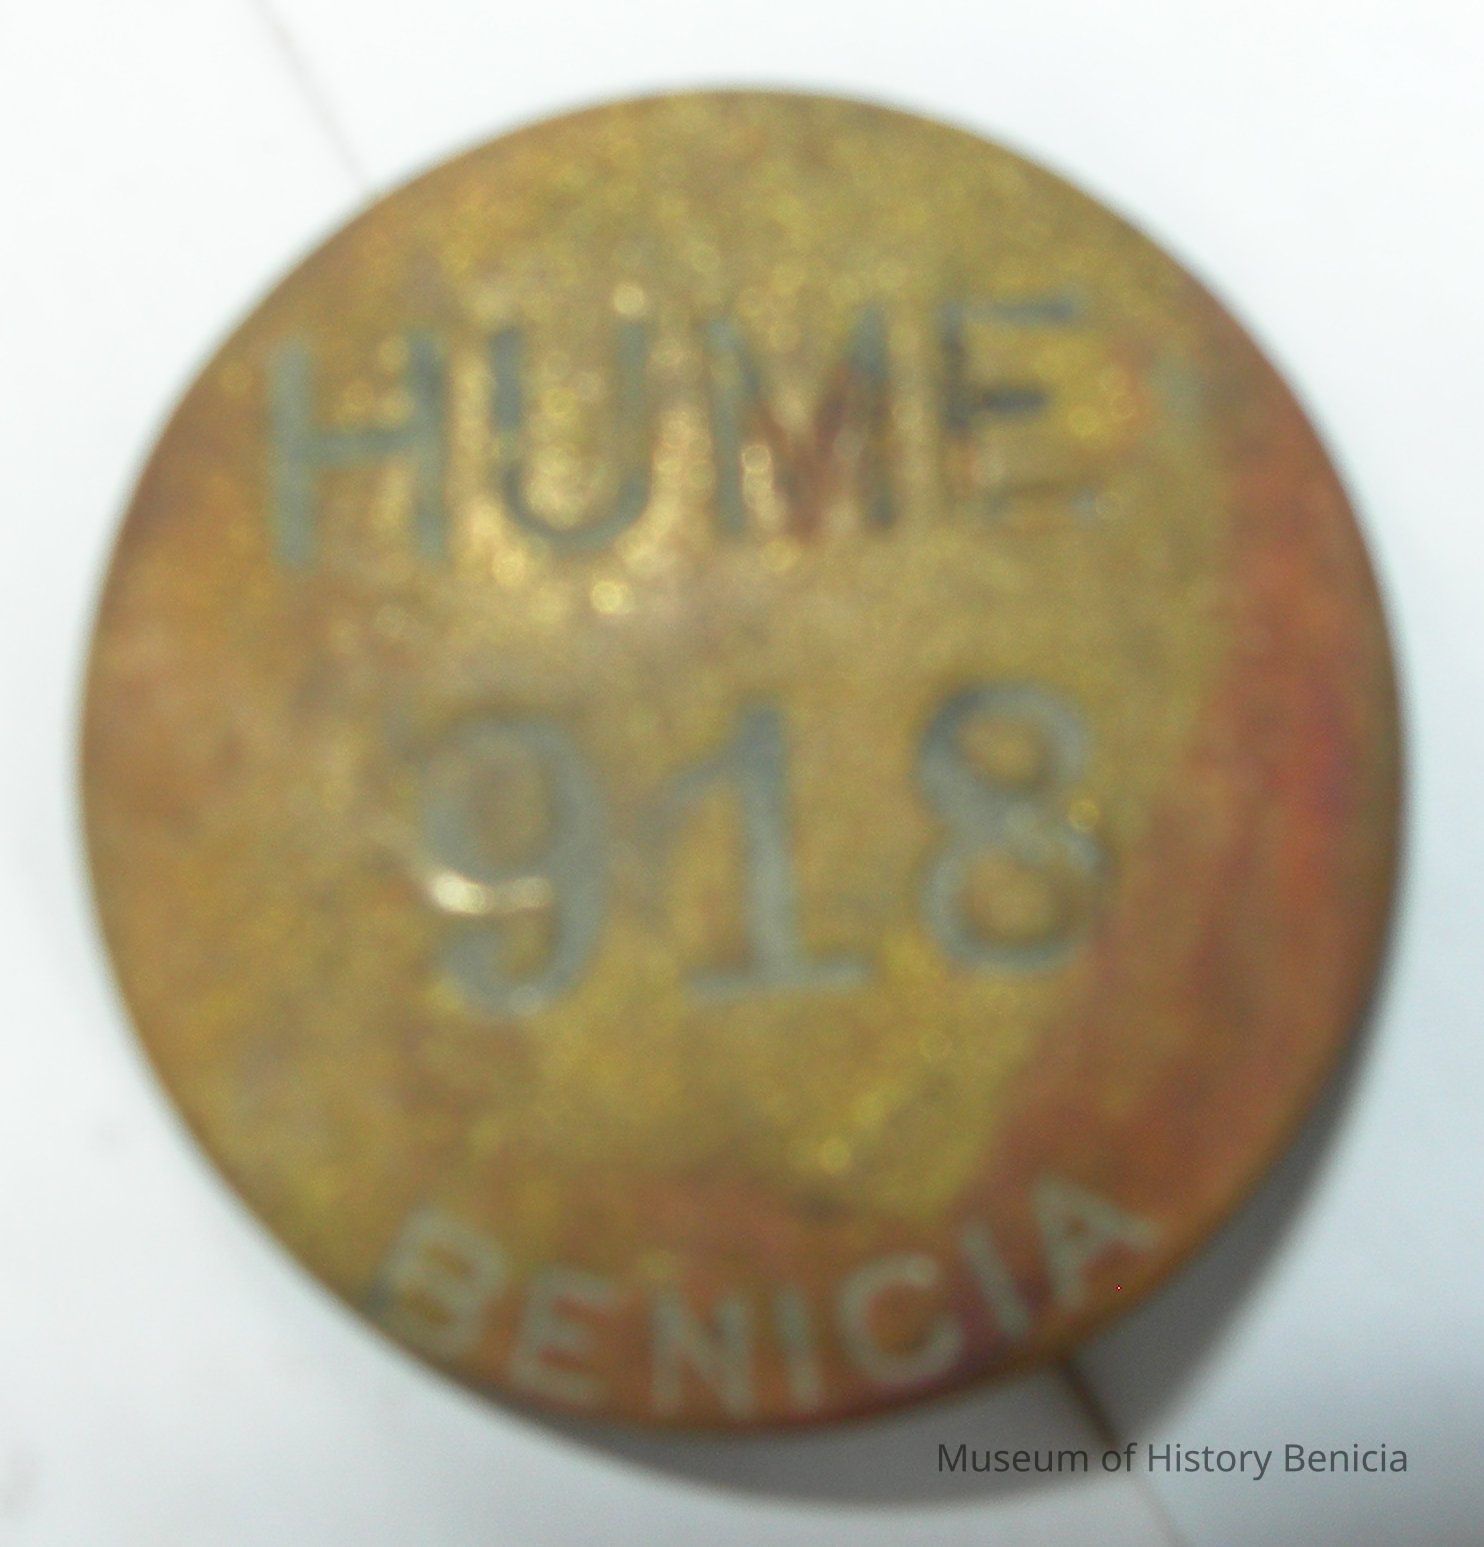 HUME
918
BENICIA
Museum of History Benicia